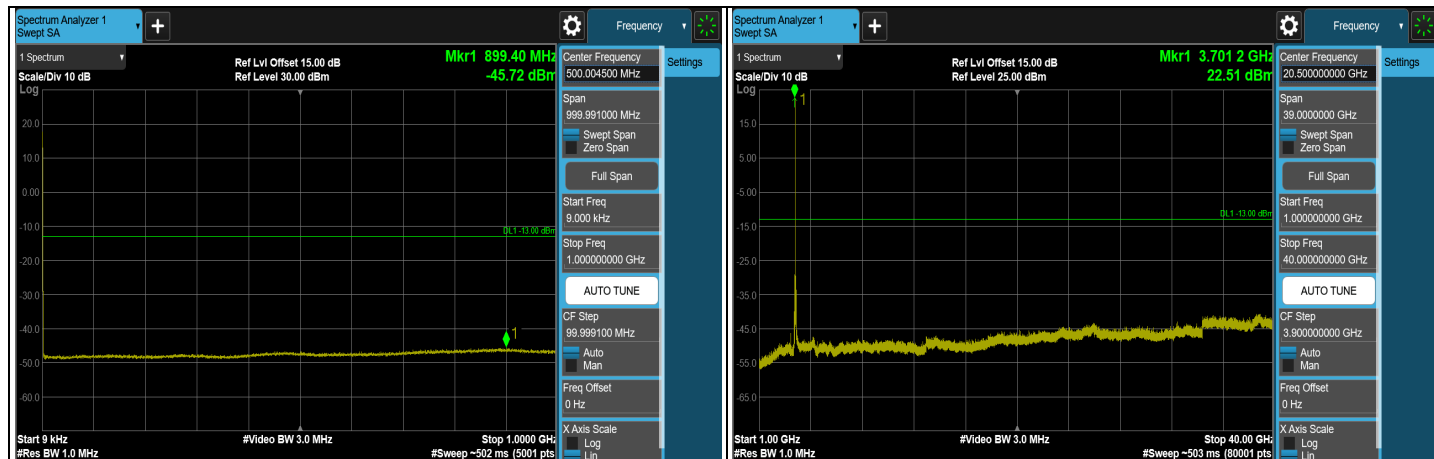 Spectrum Analyzer 1
Swept SA
+
Frequency
1 Spectrum
Scale/Div 10 dB
Log
Ref Lvl Offset 15.00 dB
Ref Level 30.00 dBm
Mkr1 899.40 MHz
-45.72 dBm
20.0
10.0
0.00
-10.0
-20.0
-30.0
-40.0
-50.0
-60.0
DL1 -13.00 dBm
1
Start 9 kHz
#Res BW 1.0 MHz
#Video BW 3.0 MHz
Stop 1.0000 GHz
#Sweep ~502 ms (5001 pts
Center Frequency
500.004500 MHz
Settings
Span
999.991000 MHz
Swept Span
Zero Span
Full Span
Start Freq
9.000 kHz
Stop Freq
1.000000000 GHz
AUTO TUNE
CF Step
99.999100 MHz
Auto
Man
Freq Offset
0 Hz
X Axis Scale
Log
Lin
Spectrum Analyzer 1
Swept SA
+
Frequency
1 Spectrum
Scale/Div 10 dB
Log
Ref Lvl Offset 15.00 dB
Ref Level 25.00 dBm
Mkr1 3.701 2 GHz
22.51 dBm
1
15.0
5.00
-5.00
-15.0
-25.0
-35.0
-45.0
-55.0
-65.0
DL1 -13.00 dBm
Start 1.00 GHz
#Res BW 1.0 MHz
#Video BW 3.0 MHz
Stop 40.00 GHz
#Sweep ~503 ms (80001 pts
Center Frequency
20.500000000 GHz
Settings
Span
39.0000000 GHz
Swept Span
Zero Span
Full Span
Start Freq
1.000000000 GHz
Stop Freq
40.000000000 GHz
AUTO TUNE
CF Step
3.900000000 GHz
Auto
Man
Freq Offset
0 Hz
X Axis Scale
Log
Lin